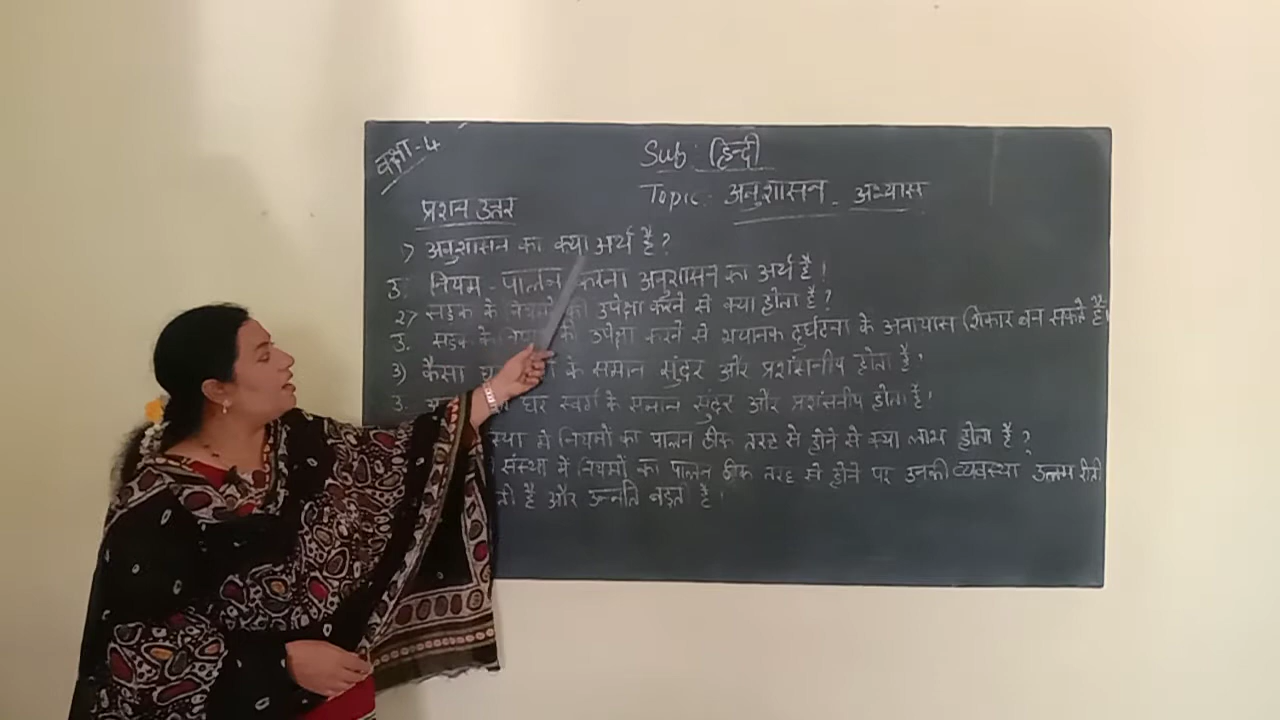 कक्षा-4
Sub: हिन्दी
Topic: अनुशासन - अभ्यास
प्रशन उत्तर
1> अनुशासन का क्या अर्थ है?
उ. नियम - पालन करना अनुशासन का अर्थ है।
2> सड़क के नियमों की उपेक्षा करने से क्या होता है?
उ. सड़क के की उपेक्षा करने से भयानक दुर्घटना के अनायास शिकार बन सकते हैं।
3) कैसा के समान सुंदर और प्रशंसनीय होता है?
उ. घर स्वर्ग के समान सुंदर और प्रशंसनीय होता है।
नियमों का पालन ठीक तरह से होने से क्या लाभ होता है?
संस्था में नियमों का पालन ठीक तरह से होने पर उनकी व्यवस्था उत्तम रीती
है और उन्नति बढ़ता है।